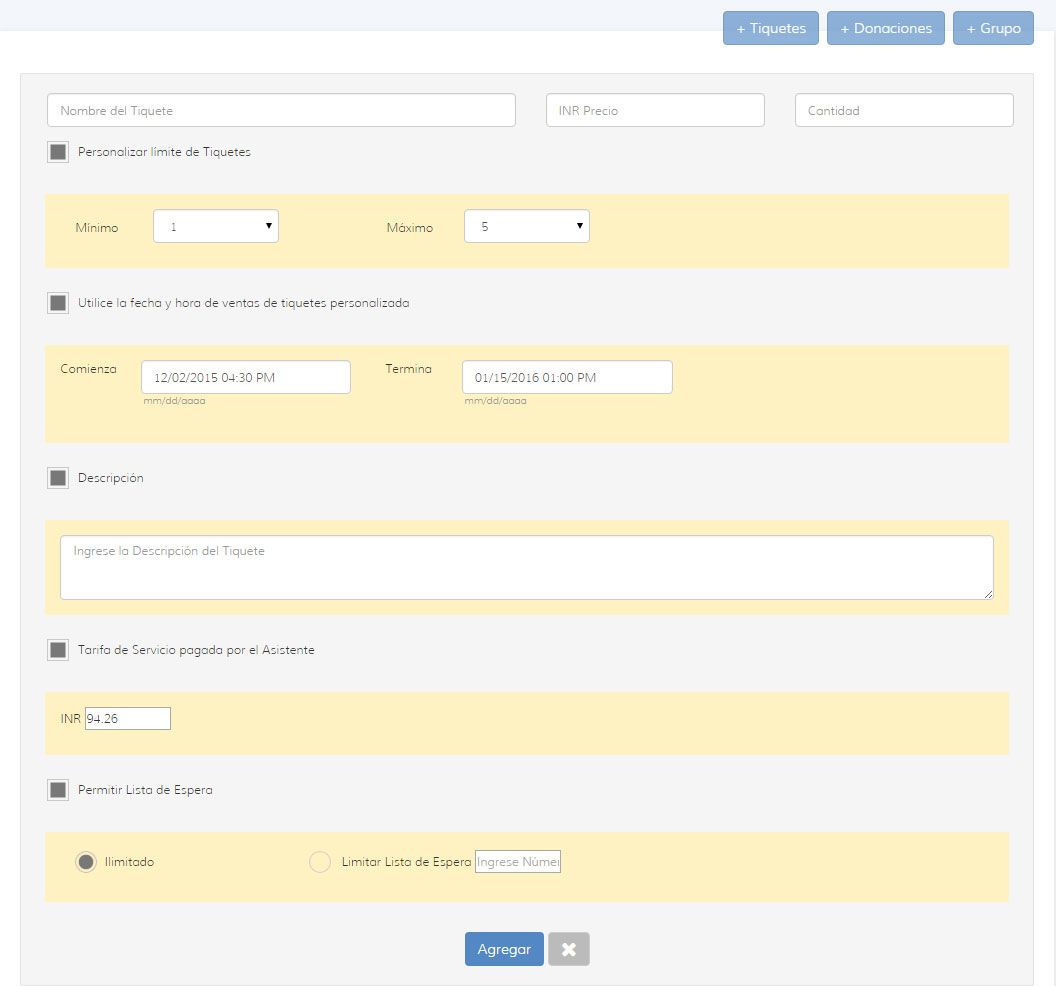 + Tiquetes + Donaciones + Grupo
Nombre del Tiquete INR Precio Cantidad
Personalizar límite de Tiquetes
Mínimo 1 Máximo 5
Utilice la fecha y hora de ventas de tiquetes personalizada
Comienza 12/02/2015 04:30 PM Termina 01/15/2016 01:00 PM
mm/dd/aaaa mm/dd/aaaa
Descripción
Ingrese la Descripción del Tiquete
Tarifa de Servicio pagada por el Asistente
INR 94.26
Permitir Lista de Espera
Ilimitado Limitar Lista de Espera Ingrese Númer
Agregar